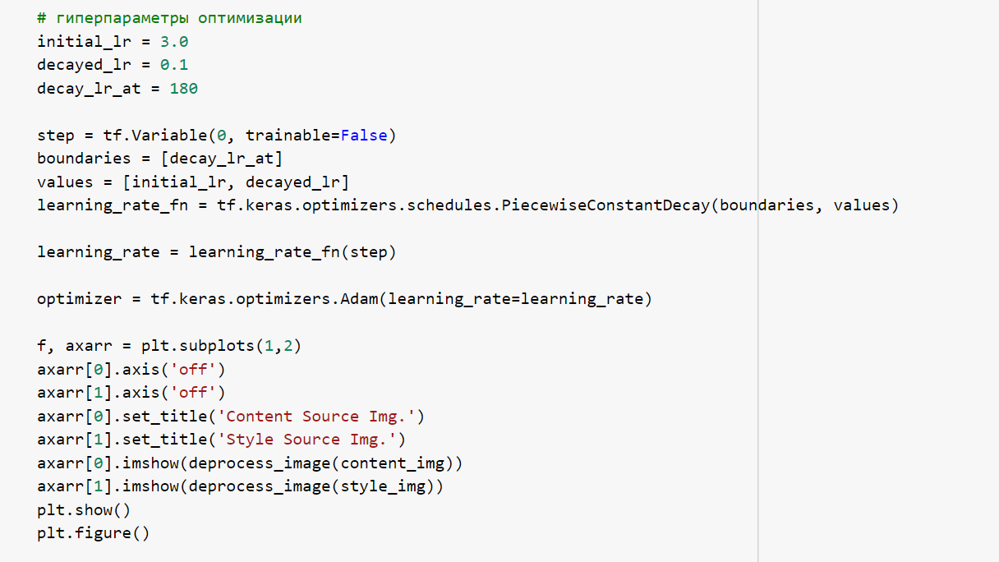 # гиперпараметры оптимизации
initial_lr = 3.0
decayed_lr = 0.1
decay_lr_at = 180
step = tf.Variable(0, trainable=False)
boundaries = [decay_lr_at]
values = [initial_lr, decayed_lr]
learning_rate_fn = tf.keras.optimizers.schedules.PiecewiseConstantDecay(boundaries, values)
learning_rate = learning_rate_fn(step)
optimizer = tf.keras.optimizers.Adam(learning_rate=learning_rate)
f, axarr = plt.subplots(1,2)
axarr[0].axis('off')
axarr[1].axis('off')
axarr[0].set_title('Content Source Img.')
axarr[1].set_title('Style Source Img.')
axarr[0].imshow(deprocess_image(content_img))
axarr[1].imshow(deprocess_image(style_img))
plt.show()
plt.figure()